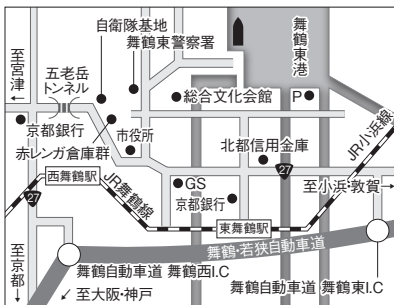 自衛隊基地
舞鶴東警察署
舞鶴東港
至宮津
五老岳
トンネル
総合文化会館
P
京都銀行
市役所
赤レンガ倉庫群
北都信用金庫
JR小浜線
西舞鶴駅
JR舞鶴線
GS
27
至小浜・敦賀
京都銀行
27
東舞鶴駅
舞鶴・若狭自動車道
至京都
舞鶴自動車道 舞鶴西I.C
舞鶴自動車道 舞鶴東I.C
至大阪・神戸